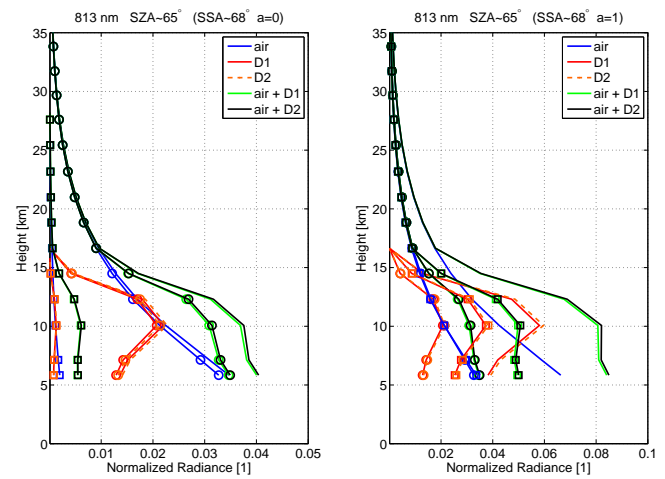 813 nm SZA~65° (SSA~68° a=0)
35
30
25
20
15
10
5
0
Height [km]
air
D1
D2
air + D1
air + D2
0.01 0.02 0.03 0.04 0.05
Normalized Radiance [1]
813 nm SZA~65° (SSA~68° a=1)
35
30
25
20
15
10
5
0
Height [km]
air
D1
D2
air + D1
air + D2
0.02 0.04 0.06 0.08 0.1
Normalized Radiance [1]